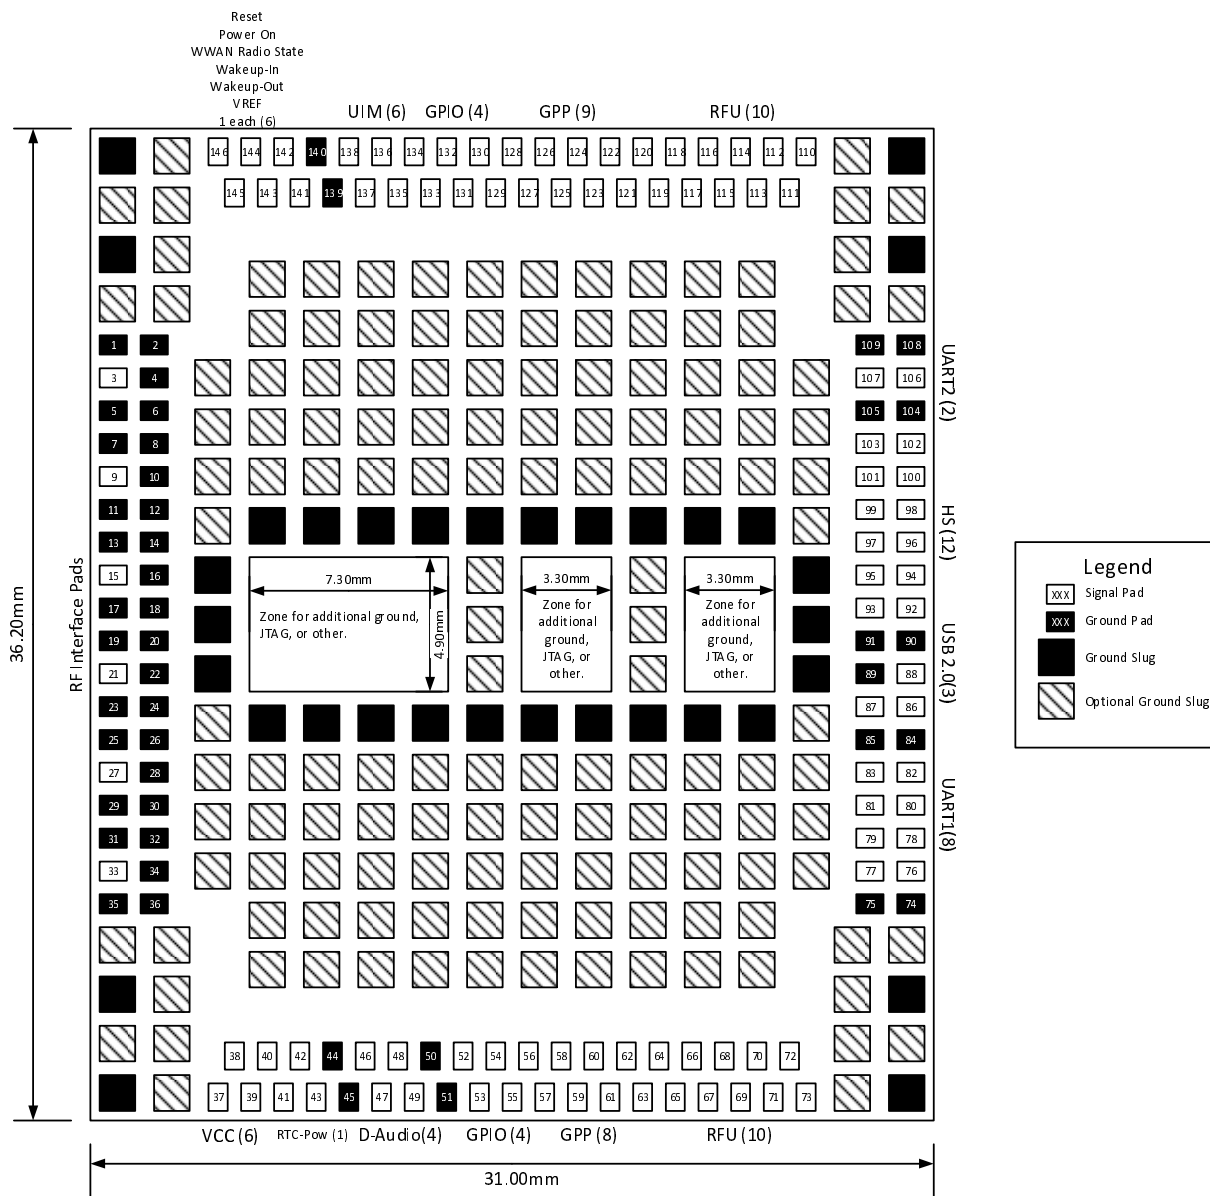 Reset
Power On
WWAN Radio State
Wakeup-In
Wakeup-Out
VREF
1 each (6)
UIM (6) GPIO (4) GPP (9) RFU (10)
146 144 142 140 138 136 134 132 130 128 126 124 122 120 118 116 114 112 110
145 143 141 139 137 135 133 131 129 127 125 123 121 119 117 115 113 111
1 2 109 108
3 4 107 106
5 6 105 104
7 8 103 102
9 10 101 100
11 12 99 98
13 14 97 96
15 16 95 94
17 18 93 92
19 20 91 90
21 22 89 88
23 24 87 86
25 26 85 84
27 28 83 82
29 30 81 80
31 32 79 78
33 34 77 76
35 36 75 74
36.20mm
RF Interface Pads
7.30mm
Zone for additional ground,
JTAG, or other.
4.90mm
3.30mm
Zone for
additional
ground,
JTAG, or
other.
3.30mm
Zone for
additional
ground,
JTAG, or
other.
UART2 (2)
HS (12)
USB 2.0(3)
UART1(8)
Legend
xxx Signal Pad
xxx Ground Pad
Ground Slug
Optional Ground Slug
38 40 42 44 46 48 50 52 54 56 58 60 62 64 66 68 70 72
37 39 41 43 45 47 49 51 53 55 57 59 61 63 65 67 69 71 73
VCC (6) RTC-Pow (1) D-Audio(4) GPIO (4) GPP (8) RFU (10)
31.00mm